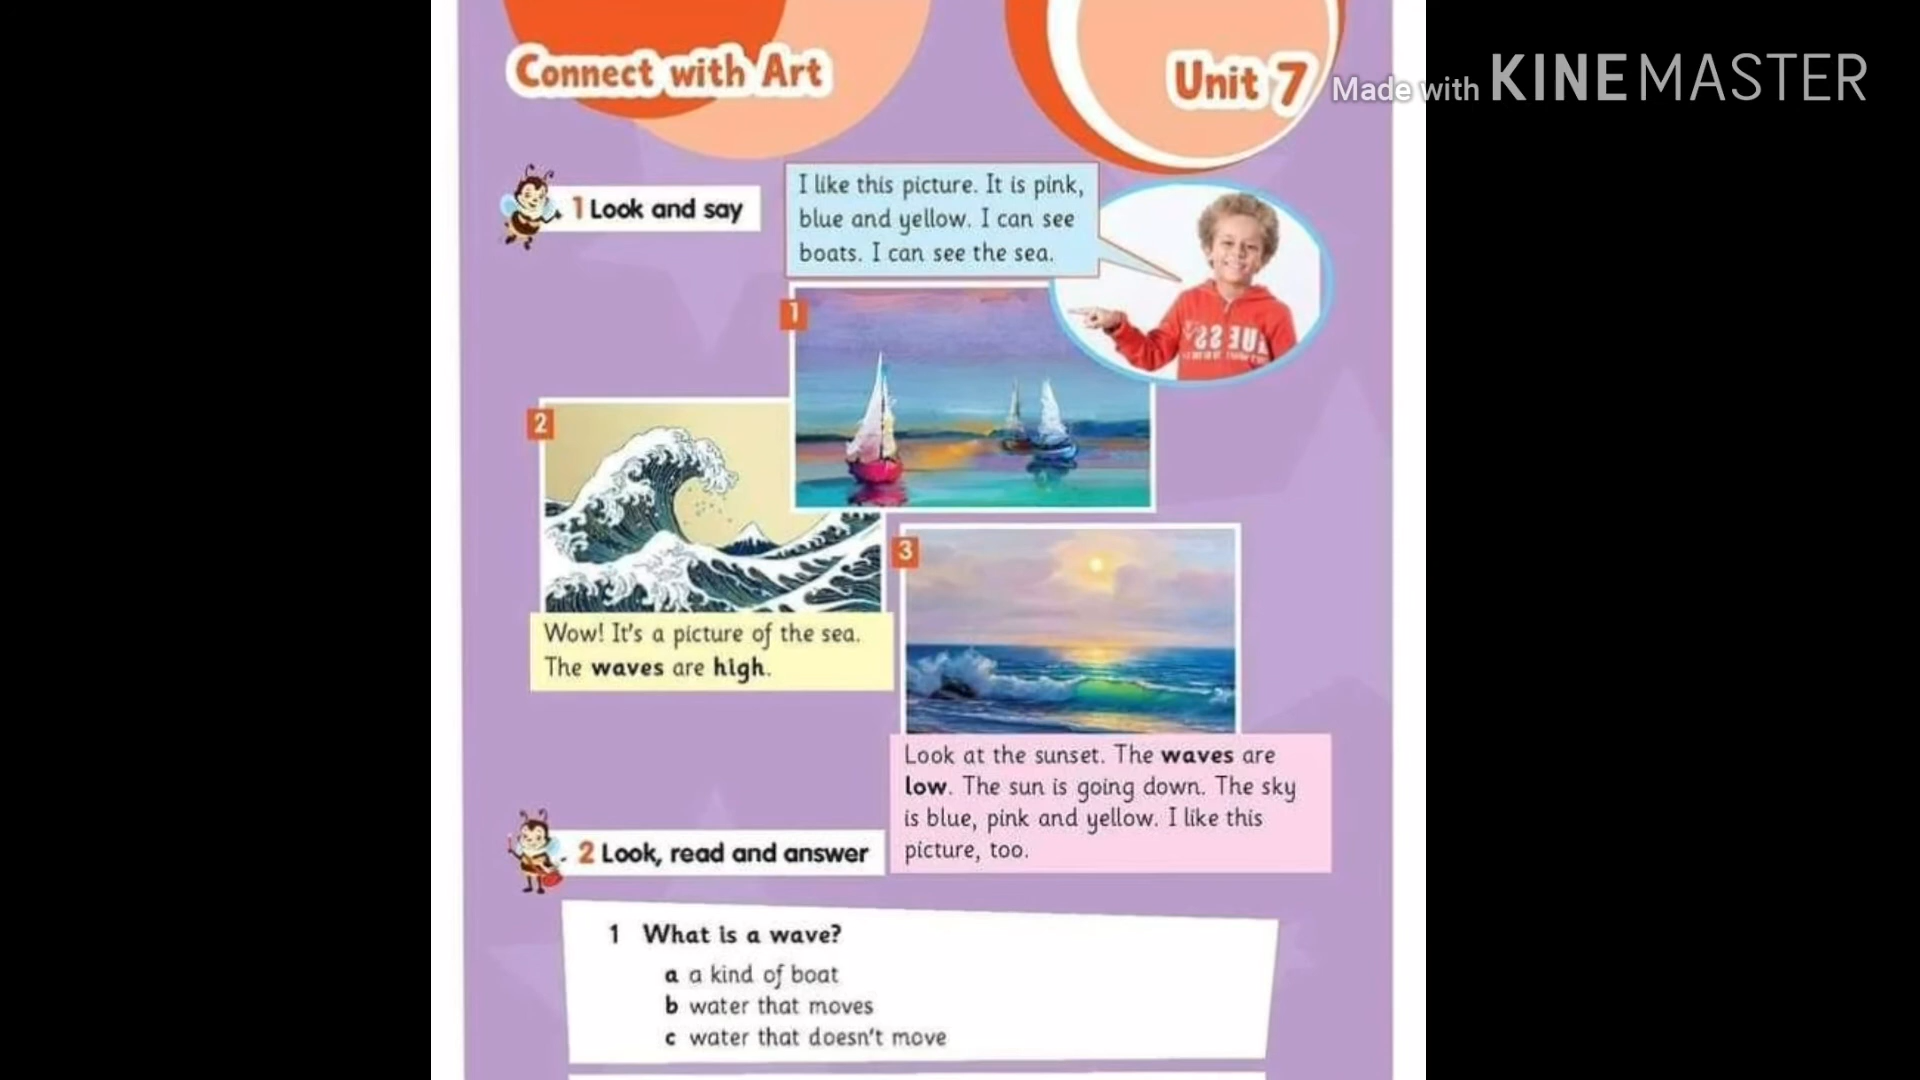 Connect with Art
Unit 7
Made with KINEMASTER
1 Look and say
I like this picture. It is pink,
blue and yellow. I can see
boats. I can see the sea.
1
2
3
Wow! It's a picture of the sea.
The waves are high.
Look at the sunset. The waves are
low. The sun is going down. The sky
is blue, pink and yellow. I like this
picture, too.
2 Look, read and answer
1 What is a wave?
a a kind of boat
b water that moves
c water that doesn't move